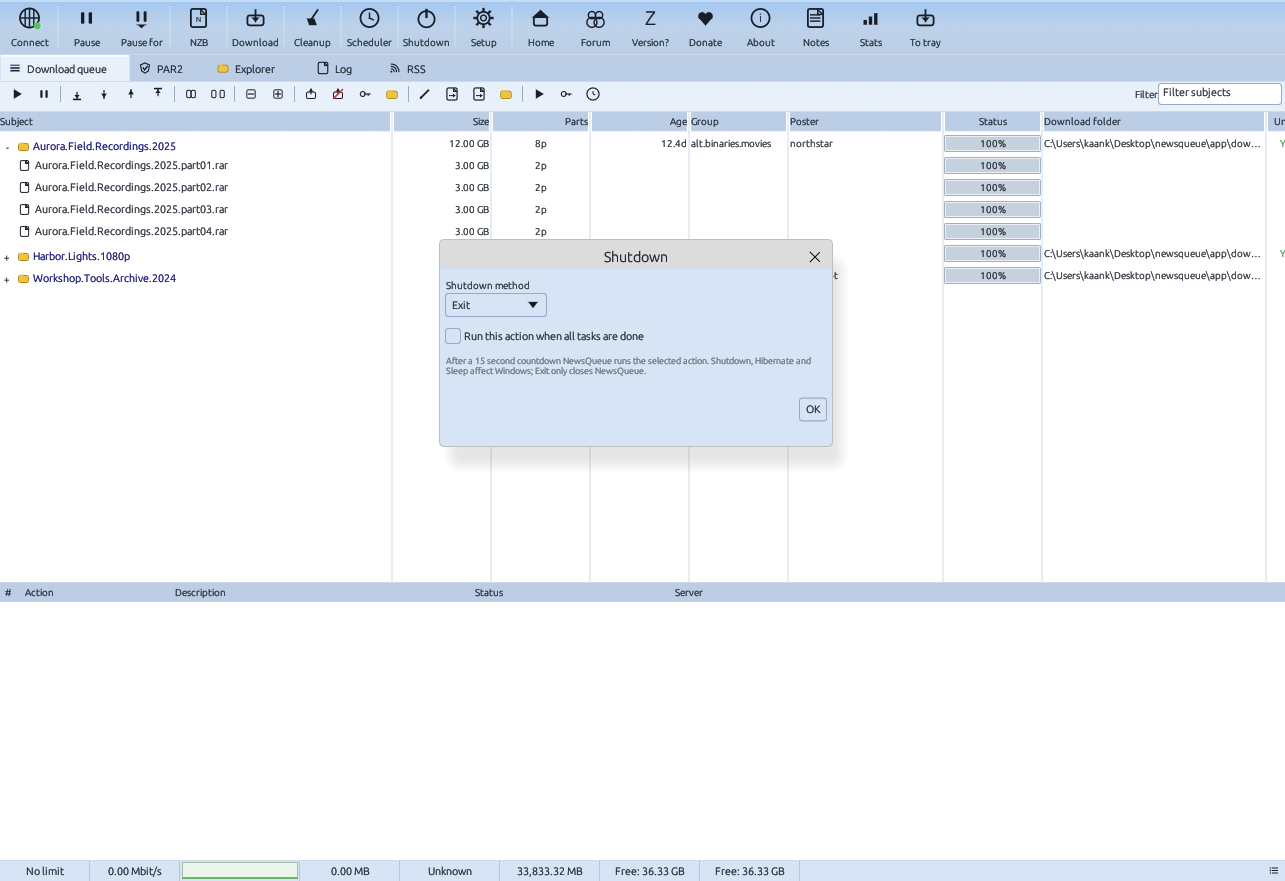 Connect Pause Pause for NZB Download Cleanup Scheduler Shutdown Setup Home Forum Version? Donate About Notes Stats To tray
Download queue PAR2 Explorer Log RSS
Filter Filter subjects
Subject Size Parts Age Group Poster Status Download folder Un
- Aurora.Field.Recordings.2025 12.00 GB 8p 12.4d alt.binaries.movies northstar 100% C:\Users\kaank\Desktop\newsqueue\app\dow... Y
Aurora.Field.Recordings.2025.part01.rar 3.00 GB 2p 100%
Aurora.Field.Recordings.2025.part02.rar 3.00 GB 2p 100%
Aurora.Field.Recordings.2025.part03.rar 3.00 GB 2p 100%
Aurora.Field.Recordings.2025.part04.rar 3.00 GB 2p 100%
+ Harbor.Lights.1080p 100% C:\Users\kaank\Desktop\newsqueue\app\dow... Y
+ Workshop.Tools.Archive.2024 100% C:\Users\kaank\Desktop\newsqueue\app\dow...
Shutdown
Shutdown method
Exit
Run this action when all tasks are done
After a 15 second countdown NewsQueue runs the selected action. Shutdown, Hibernate and
Sleep affect Windows; Exit only closes NewsQueue.
OK
# Action Description Status Server
No limit 0.00 Mbit/s 0.00 MB Unknown 33,833.32 MB Free: 36.33 GB Free: 36.33 GB